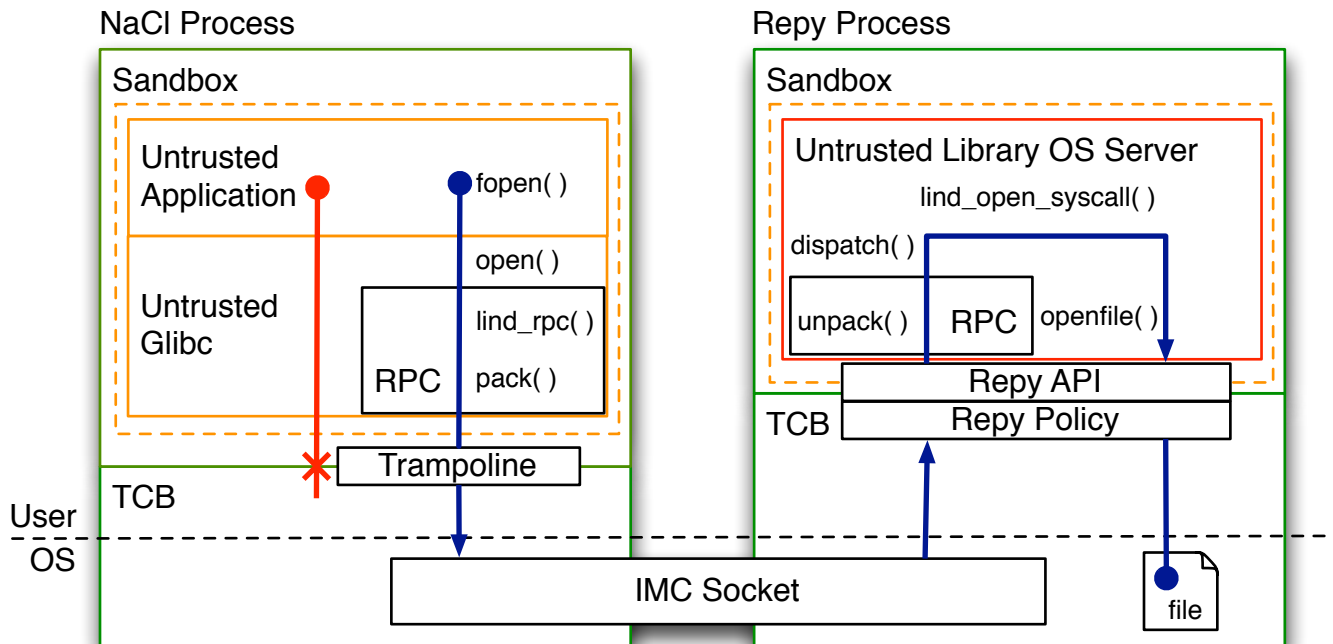 NaCl Process
Sandbox
Untrusted
Application
fopen( )
open( )
Untrusted
Glibc
lind_rpc( )
RPC
pack( )
Trampoline
TCB
User
OS
IMC Socket
Repy Process
Sandbox
Untrusted Library OS Server
lind_open_syscall( )
dispatch( )
unpack( )
RPC
openfile( )
Repy API
Repy Policy
TCB
file